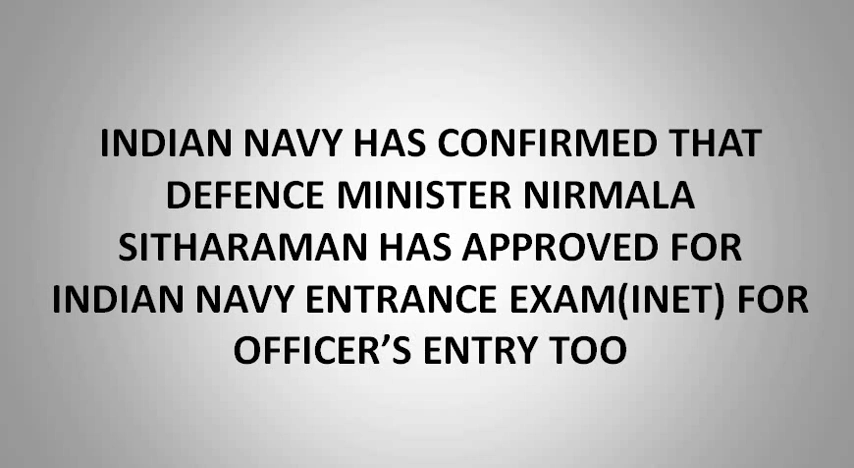 INDIAN NAVY HAS CONFIRMED THAT
DEFENCE MINISTER NIRMALA
SITHARAMAN HAS APPROVED FOR
INDIAN NAVY ENTRANCE EXAM(INET) FOR
OFFICER’S ENTRY TOO